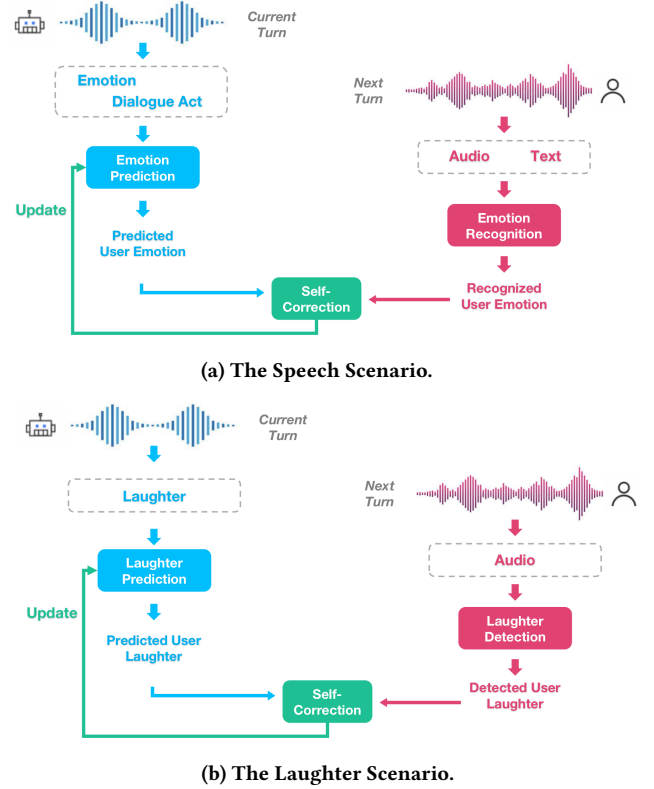 Current
Turn
Emotion
Dialogue Act
Next
Turn
Emotion
Prediction
Audio Text
Update
Emotion
Recognition
Predicted
User Emotion
Self-
Correction
Recognized
User Emotion
(a) The Speech Scenario.
Current
Turn
Laughter
Next
Turn
Laughter
Prediction
Audio
Update
Laughter
Detection
Predicted User
Laughter
Self-
Correction
Detected User
Laughter
(b) The Laughter Scenario.